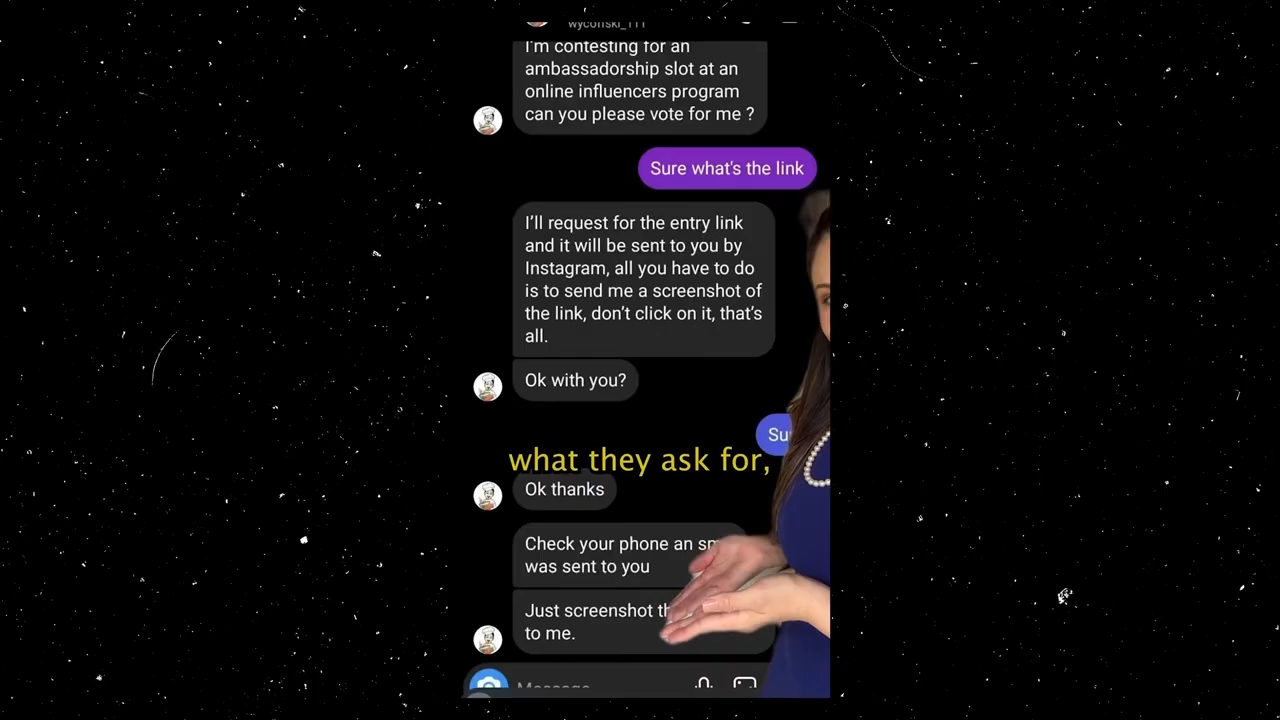 I'm contesting for an
ambassadorship slot at an
online influencers program
can you please vote for me ?
Sure what's the link
I'll request for the entry link
and it will be sent to you by
Instagram, all you have to do
is to send me a screenshot of
the link, don't click on it, that's
all.
Ok with you?
Su
what they ask for,
Ok thanks
Check your phone an
was sent to you
Just screenshot
to me.
Message